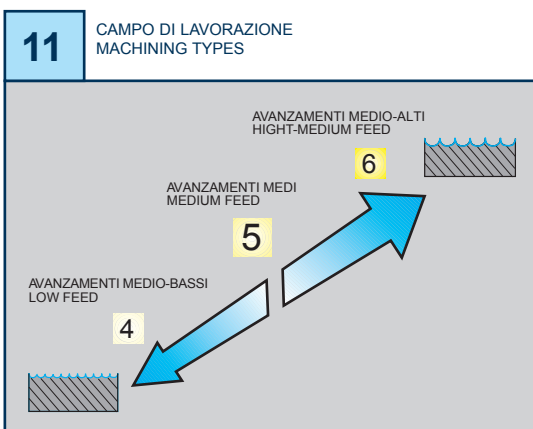 11
CAMPO DI LAVORAZIONE
MACHINING TYPES
AVANZAMENTI MEDIO-ALTI
HIGHT-MEDIUM FEED
6
AVANZAMENTI MEDI
MEDIUM FEED
5
AVANZAMENTI MEDIO-BASSI
LOW FEED
4